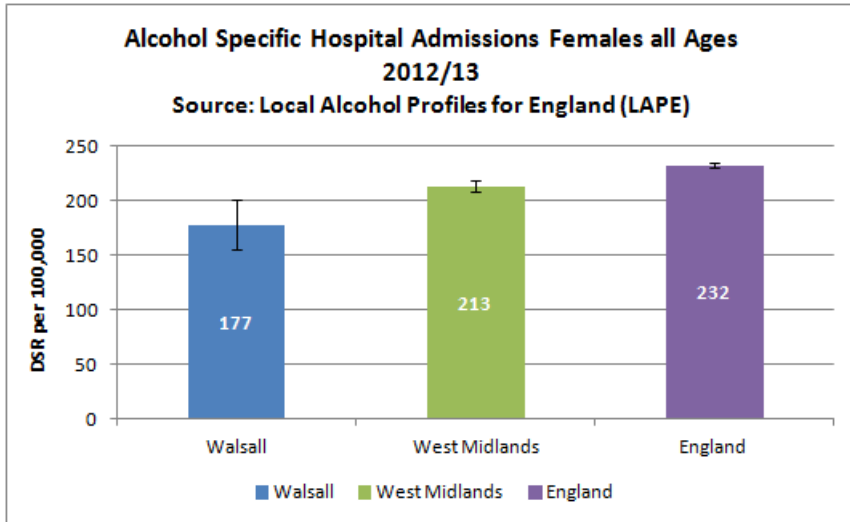 Alcohol Specific Hospital Admissions Females all Ages
2012/13
Source: Local Alcohol Profiles for England (LAPE)
DSR per 100,000
250
200
150
100
50
0
177
213
232
Walsall
West Midlands
England
Walsall
West Midlands
England